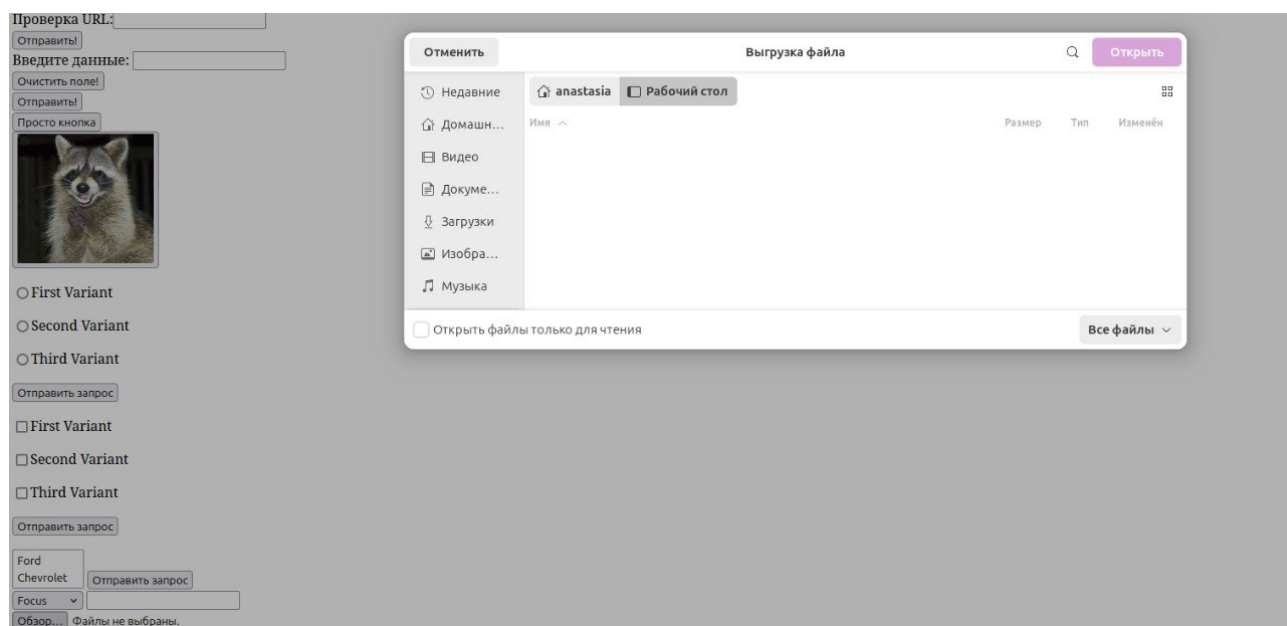 Проверка URL:
Отправить!
Введите данные:
Очистить поле!
Отправить!
Просто кнопка
First Variant
Second Variant
Third Variant
Отправить запрос
First Variant
Second Variant
Third Variant
Отправить запрос
Ford
Chevrolet Отправить запрос
Focus
Обзор... Файлы не выбраны.
Отменить Выгрузка файла Открыть
Недавние anastasia Рабочий стол
Домашн... Имя Размер Тип Изменён
Видео
Докуме...
Загрузки
Изобра...
Музыка
Открыть файлы только для чтения Все файлы